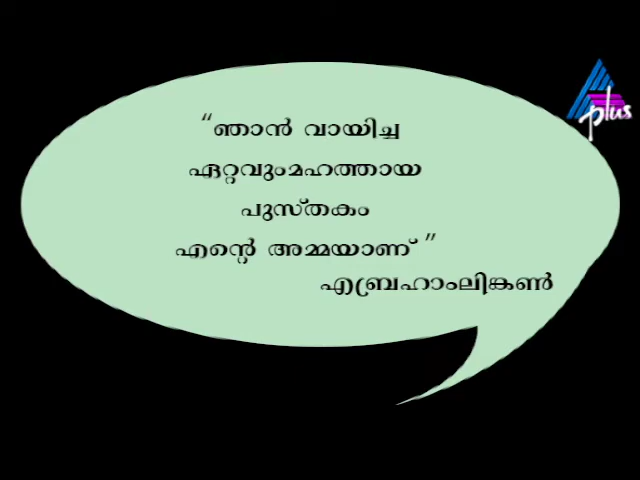 "ഞാൻ വായിച്ച
ഏറ്റവുംമഹത്തായ
പുസ്തകം
എന്റെ അമ്മയാണ് "
എബ്രഹാംലിങ്കൺ
plus